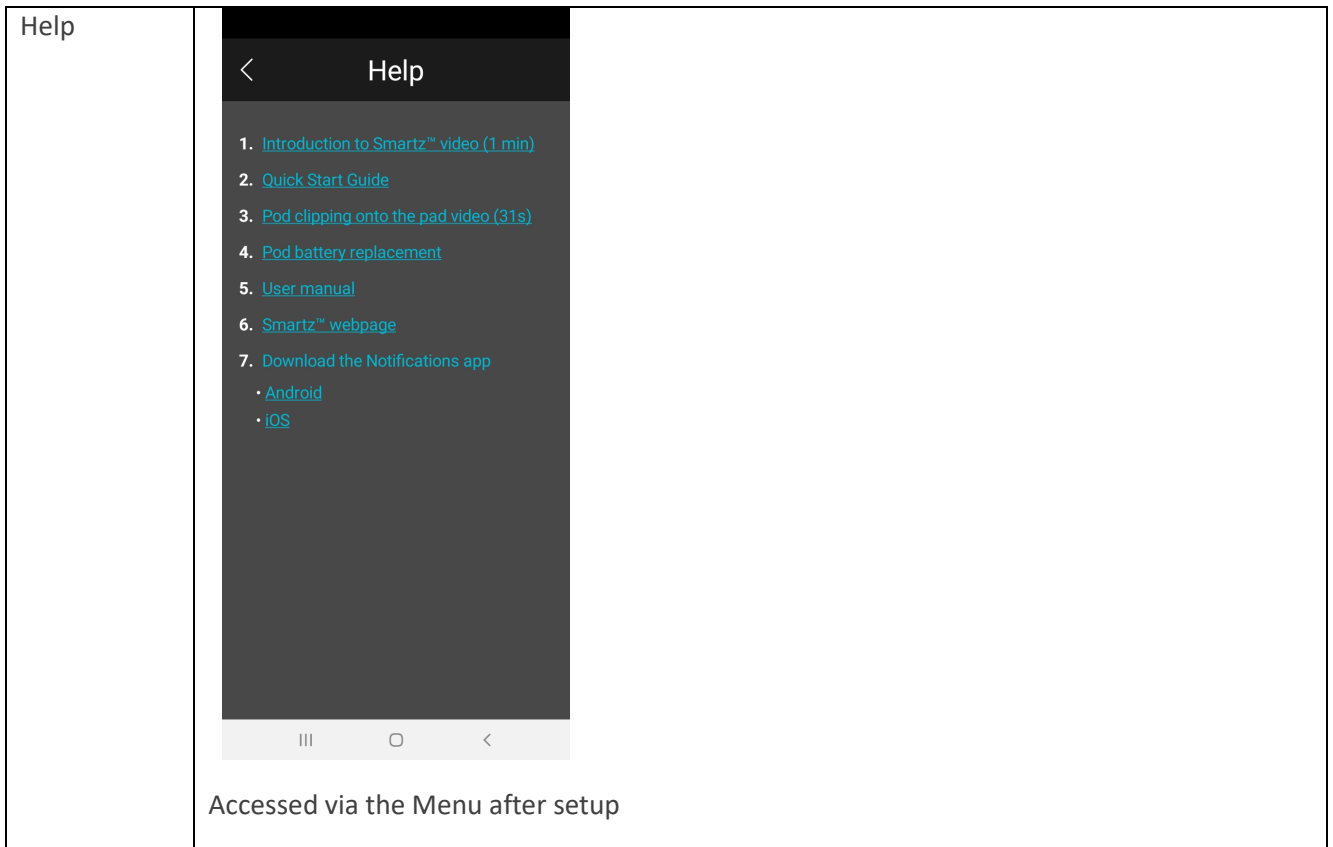 Help
Help
1. Introduction to Smartz™ video (1 min)
2. Quick Start Guide
3. Pod clipping onto the pad video (31s)
4. Pod battery replacement
5. User manual
6. Smartz™ webpage
7. Download the Notifications app
• Android
• iOS
Accessed via the Menu after setup